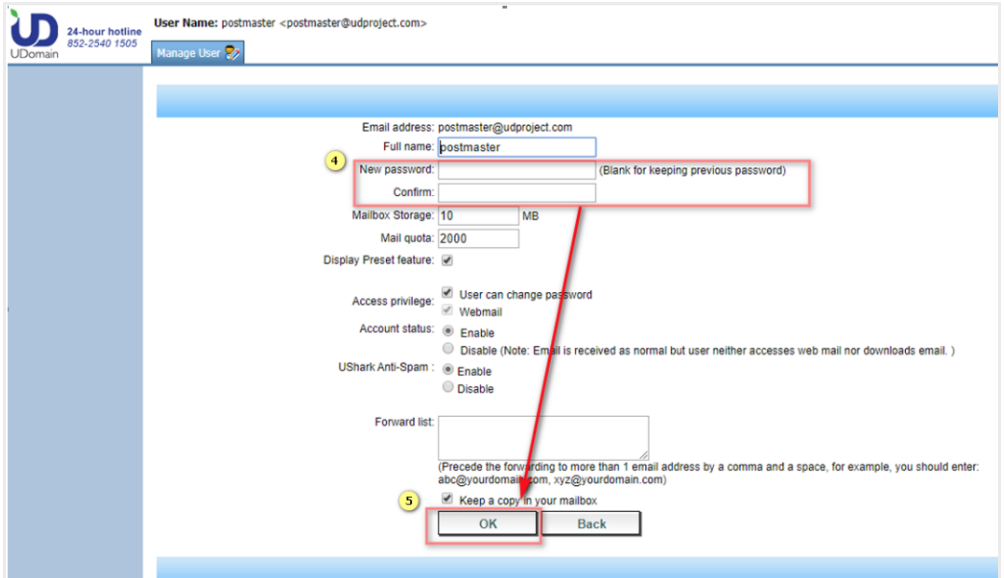 UD
UDomain
24-hour hotline
852-2540 1505
User Name: postmaster <postmaster@udproject.com>
Manage User
Email address: postmaster@udproject.com
Full name: postmaster
4
New password: (Blank for keeping previous password)
Confirm:
Mailbox Storage: 10 MB
Mail quota: 2000
Display Preset feature:
Access privilege: User can change password
Webmail
Account status: Enable
Disable (Note: Email is received as normal but user neither accesses web mail nor downloads email. )
UShark Anti-Spam : Enable
Disable
Forward list:
(Precede the forwarding to more than 1 email address by a comma and a space, for example, you should enter:
abc@yourdomain.com, xyz@yourdomain.com)
5
Keep a copy in your mailbox
OK Back